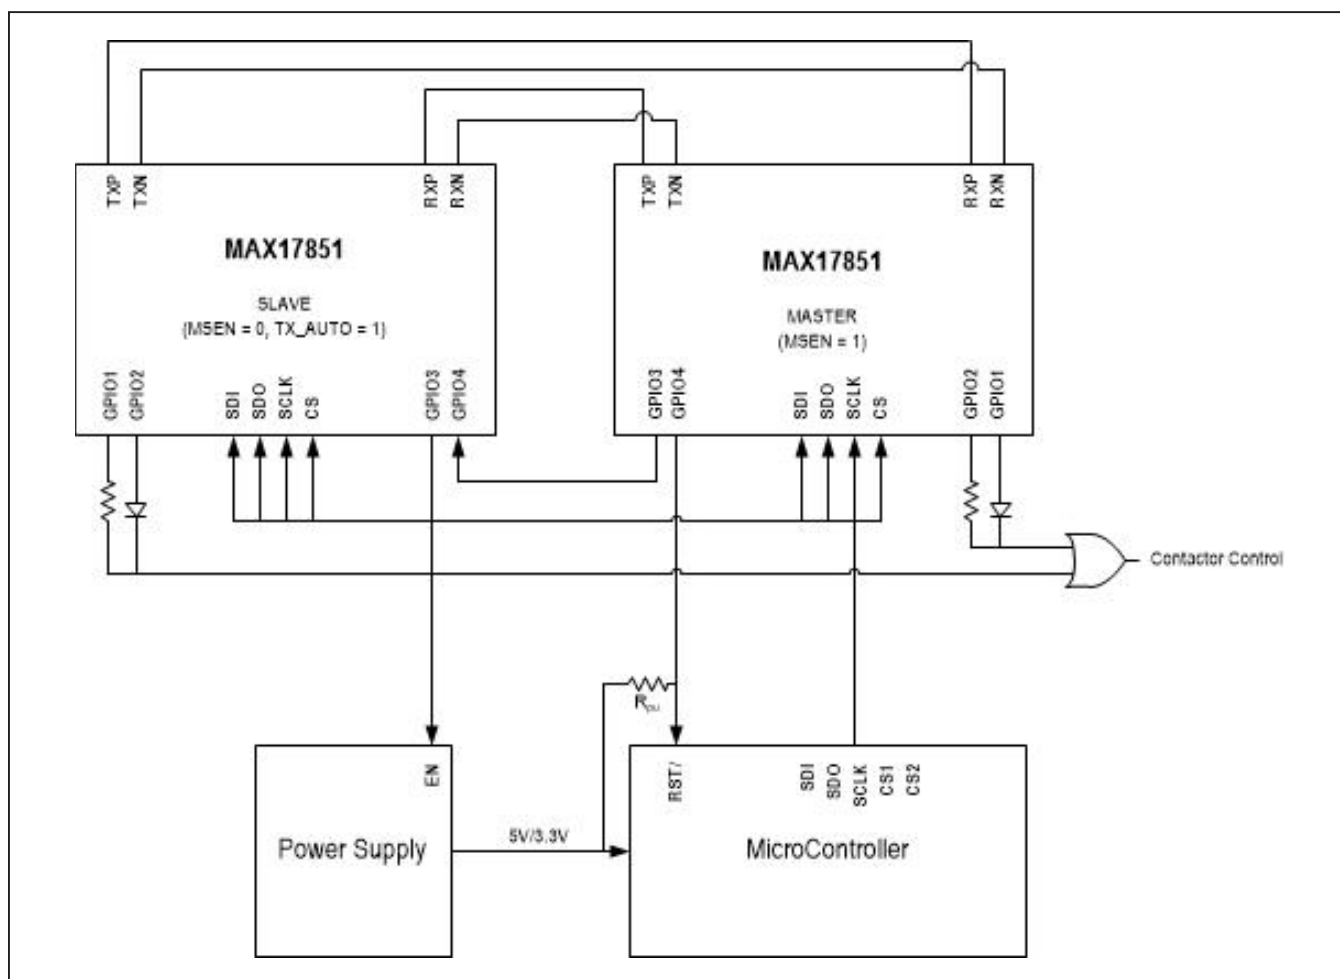 TXP TXN RXP RXN TXP TXN RXP RXN
MAX17851
SLAVE
(MSEN = 0, TX_AUTO = 1)
GPIO1 GPIO2 SDI SDO SCLK CS GPIO3 GPIO4
MAX17851
MASTER
(MSEN = 1)
GPIO3 GPIO4 SDI SDO SCLK CS GPIO2 GPIO1
Contactor Control
Rpu
EN
Power Supply
5V/3.3V
RST/ SDI SDO SCLK CS1 CS2
MicroController